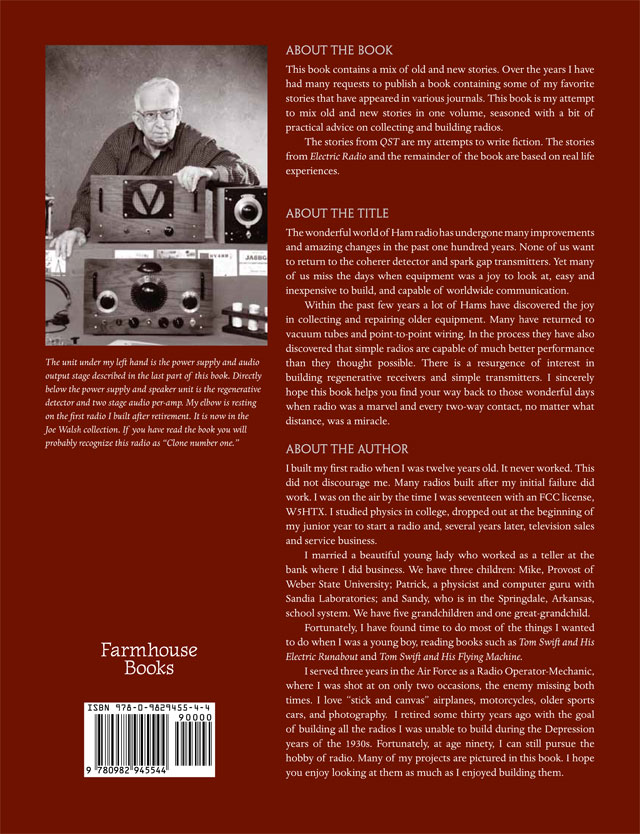 ABOUT THE BOOK
This book contains a mix of old and new stories. Over the years I have
had many requests to publish a book containing some of my favorite
stories that have appeared in various journals. This book is my attempt
to mix old and new stories in one volume, seasoned with a bit of
practical advice on collecting and building radios.
The stories from QST are my attempts to write fiction. The stories
from Electric Radio and the remainder of the book are based on real life
experiences.
ABOUT THE TITLE
The wonderful world of Ham radio has undergone many improvements
and amazing changes in the past one hundred years. None of us want
to return to the coherer detector and spark gap transmitters. Yet many
of us miss the days when equipment was a joy to look at, easy and
inexpensive to build, and capable of worldwide communication.
Within the past few years a lot of Hams have discovered the joy
in collecting and repairing older equipment. Many have returned to
vacuum tubes and point-to-point wiring. In the process they have also
discovered that simple radios are capable of much better performance
than they thought possible. There is a resurgence of interest in
building regenerative receivers and simple transmitters. I sincerely
hope this book helps you find your way back to those wonderful days
when radio was a marvel and every two-way contact, no matter what
distance, was a miracle.
ABOUT THE AUTHOR
I built my first radio when I was twelve years old. It never worked. This
did not discourage me. Many radios built after my initial failure did
work. I was on the air by the time I was seventeen with an FCC license,
W5HTX. I studied physics in college, dropped out at the beginning of
my junior year to start a radio and, several years later, television sales
and service business.
I married a beautiful young lady who worked as a teller at the
bank where I did business. We have three children: Mike, Provost of
Weber State University; Patrick, a physicist and computer guru with
Sandia Laboratories; and Sandy, who is in the Springdale, Arkansas,
school system. We have five grandchildren and one great-grandchild.
Fortunately, I have found time to do most of the things I wanted
to do when I was a young boy, reading books such as Tom Swift and His
Electric Runabout and Tom Swift and His Flying Machine.
I served three years in the Air Force as a Radio Operator-Mechanic,
where I was shot at on only two occasions, the enemy missing both
times. I love "stick and canvas" airplanes, motorcycles, older sports
cars, and photography. I retired some thirty years ago with the goal
of building all the radios I was unable to build during the Depression
years of the 1930s. Fortunately, at age ninety, I can still pursue the
hobby of radio. Many of my projects are pictured in this book. I hope
you enjoy looking at them as much as I enjoyed building them.
The unit under my left hand is the power supply and audio
output stage described in the last part of this book. Directly
below the power supply and speaker unit is the regenerative
detector and two stage audio per-amp. My elbow is resting
on the first radio I built after retirement. It is now in the
Joe Walsh collection. If you have read the book you will
probably recognize this radio as "Clone number one."
Farmhouse
Books
ISBN 978-0-9829455-4-4
90000
9 780982 945544